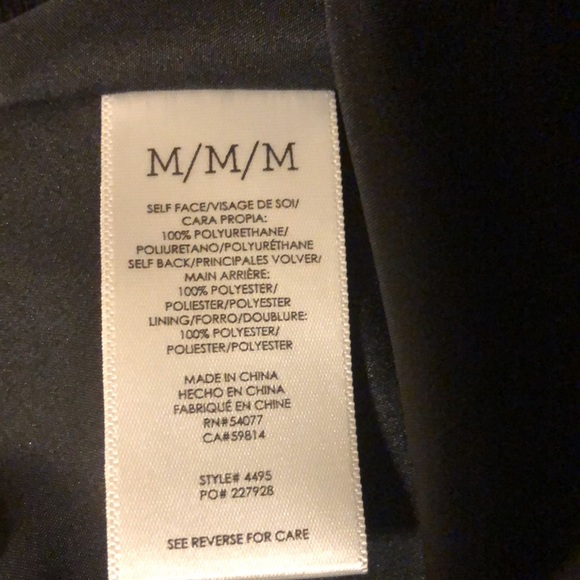 M/M/M
SELF FACE/VISAGE DE SOI/
CARA PROPIA:
100% POLYURETHANE/
POLIURETANO/POLYURÉTHANE
SELF BACK/PRINCIPALES VOLVER/
MAIN ARRIÈRE:
100% POLYESTER/
POLIESTER/POLYESTER
LINING/FORRO/DOUBLURE:
100% POLYESTER/
POLIESTER/POLYESTER
MADE IN CHINA
HECHO EN CHINA
FABRIQUÉ EN CHINE
RN#54077
CA#59814
STYLE# 4495
PO# 227928
SEE REVERSE FOR CARE